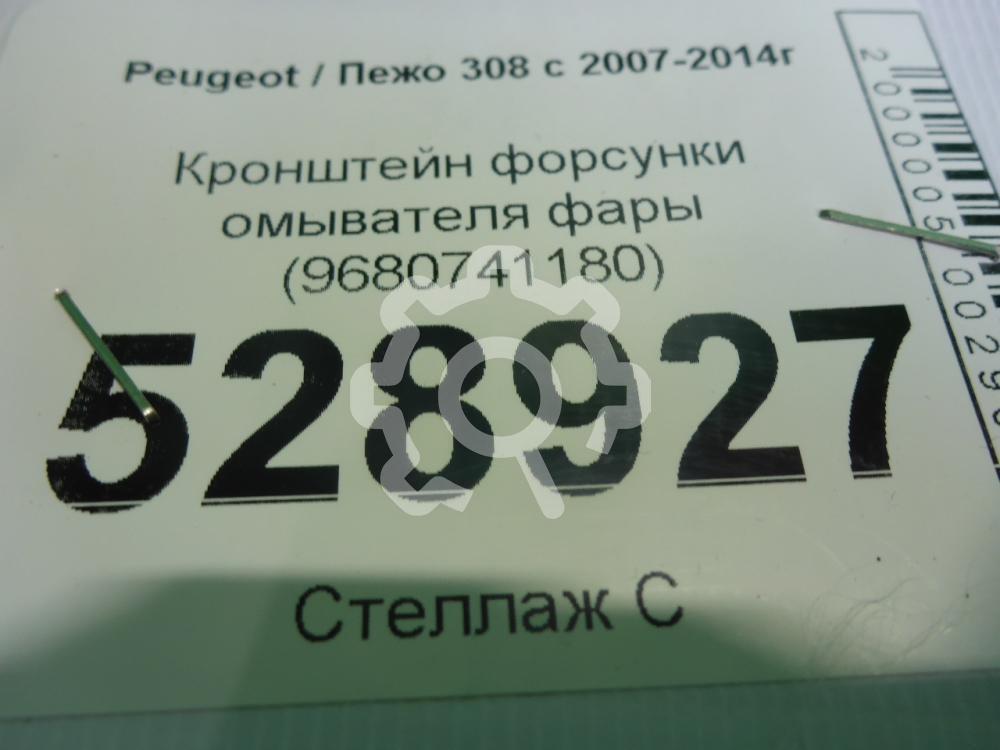 Peugeot / Пежо 308 с 2007-2014г
Кронштейн форсунки
омывателя фары
(9680741180)
528927
Стеллаж С